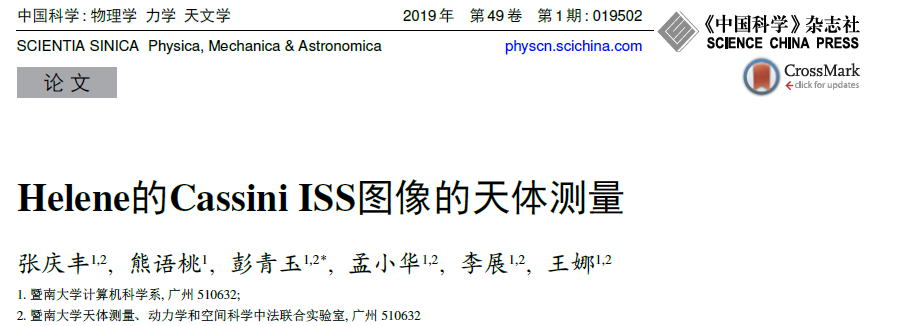 中国科学: 物理学 力学 天文学 2019 年 第 49 卷 第 1 期: 019502
SCIENTIA SINICA Physica, Mechanica & Astronomica physcn.scichina.com
《中国科学》杂志社
SCIENCE CHINA PRESS
论 文
CrossMark
click for updates
Helene的Cassini ISS图像的天体测量
张庆丰1,2, 熊语桃1, 彭青玉1,2*, 孟小华1,2, 李展1,2, 王娜1,2
1. 暨南大学计算机科学系, 广州 510632;
2. 暨南大学天体测量、动力学和空间科学中法联合实验室, 广州 510632